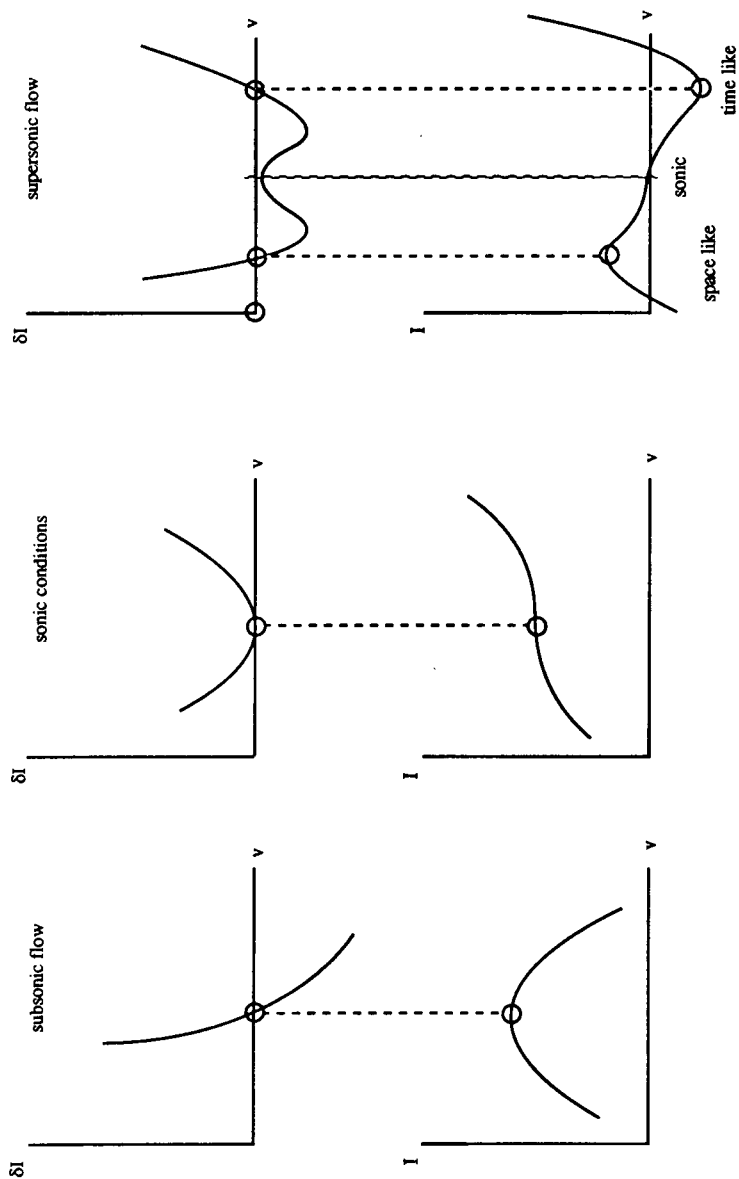 subsonic flow
δI
v
I
v
sonic conditions
δI
v
I
v
supersonic flow
δI
v
I
v
sonic
space like
time like